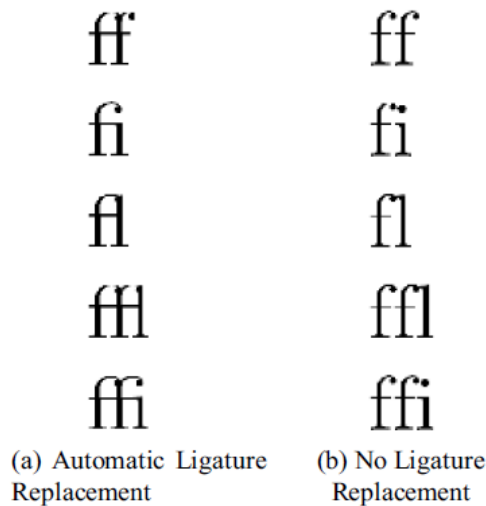 ff ff
fi fi
fl fl
ffl ffl
ffi ffi
(a) Automatic Ligature
Replacement
(b) No Ligature
Replacement